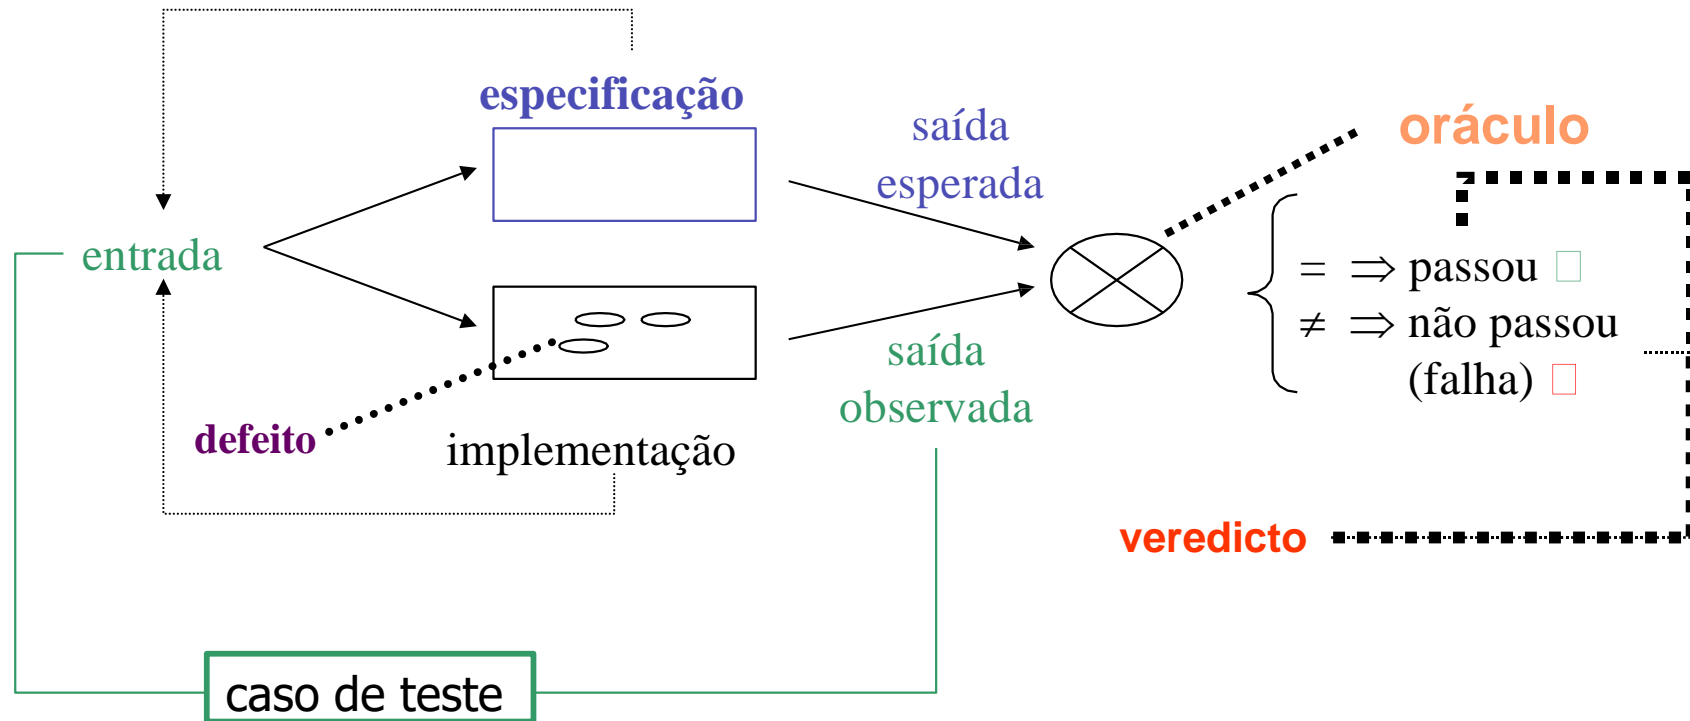 especificação
saída
esperada
oráculo
entrada
= ⇒ passou
≠ ⇒ não passou
(falha)
saída
observada
defeito
implementação
veredicto
caso de teste